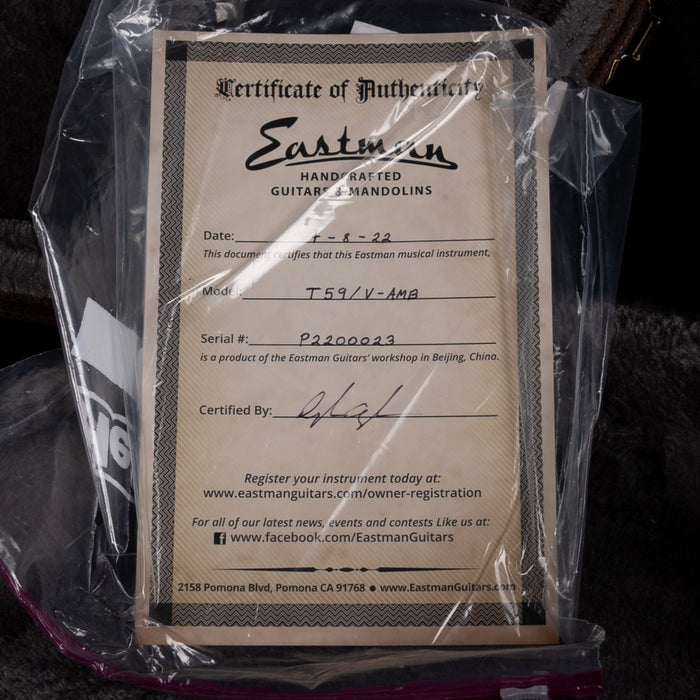 Certificate of Authenticity
Eastman
HANDCRAFTED
GUITARS & MANDOLINS
Date: -8-22
This document certifies that this Eastman musical instrument,
Model: T59/V-AMB
Serial #: P2200023
is a product of the Eastman Guitars' workshop in Beijing, China.
Certified By:
Register your instrument today at:
www.eastmanguitars.com/owner-registration
For all of our latest news, events and contests Like us at:
f www.facebook.com/EastmanGuitars
2158 Pomona Blvd, Pomona CA 91768 ● www.EastmanGuitars.com